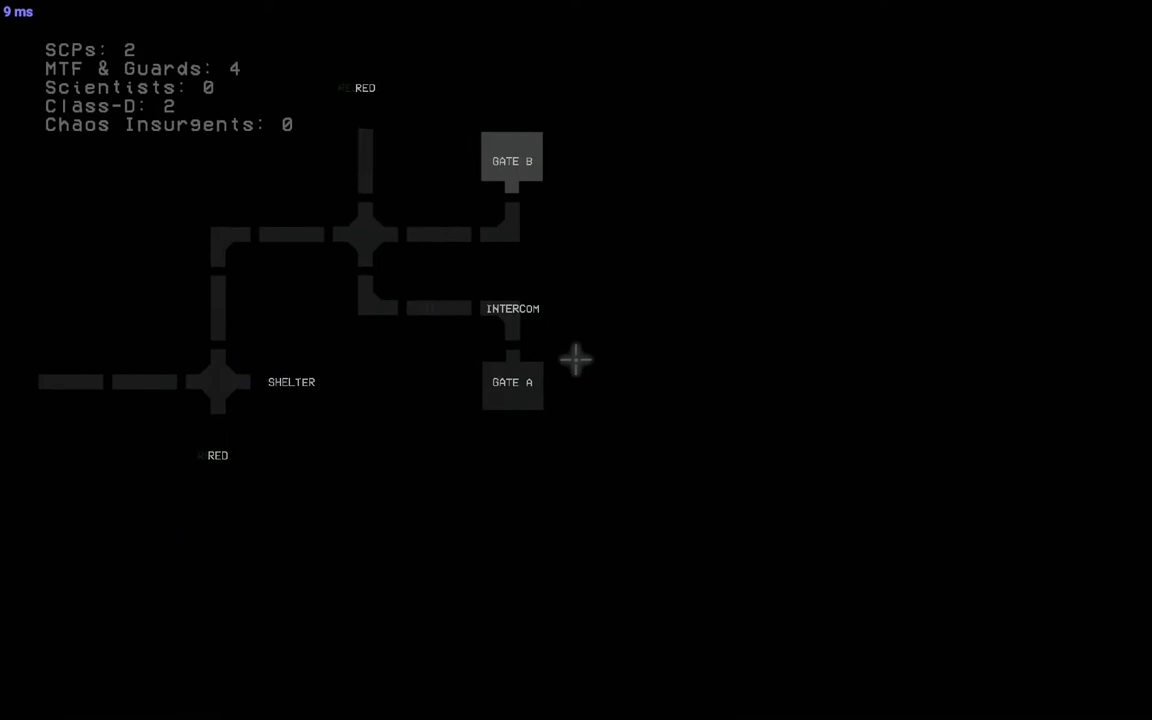 9 ms
SCPs: 2
MTF & Guards: 4
Scientists: 0
Class-D: 2
Chaos Insurgents: 0
RED
GATE B
INTERCOM
SHELTER
GATE A
RED